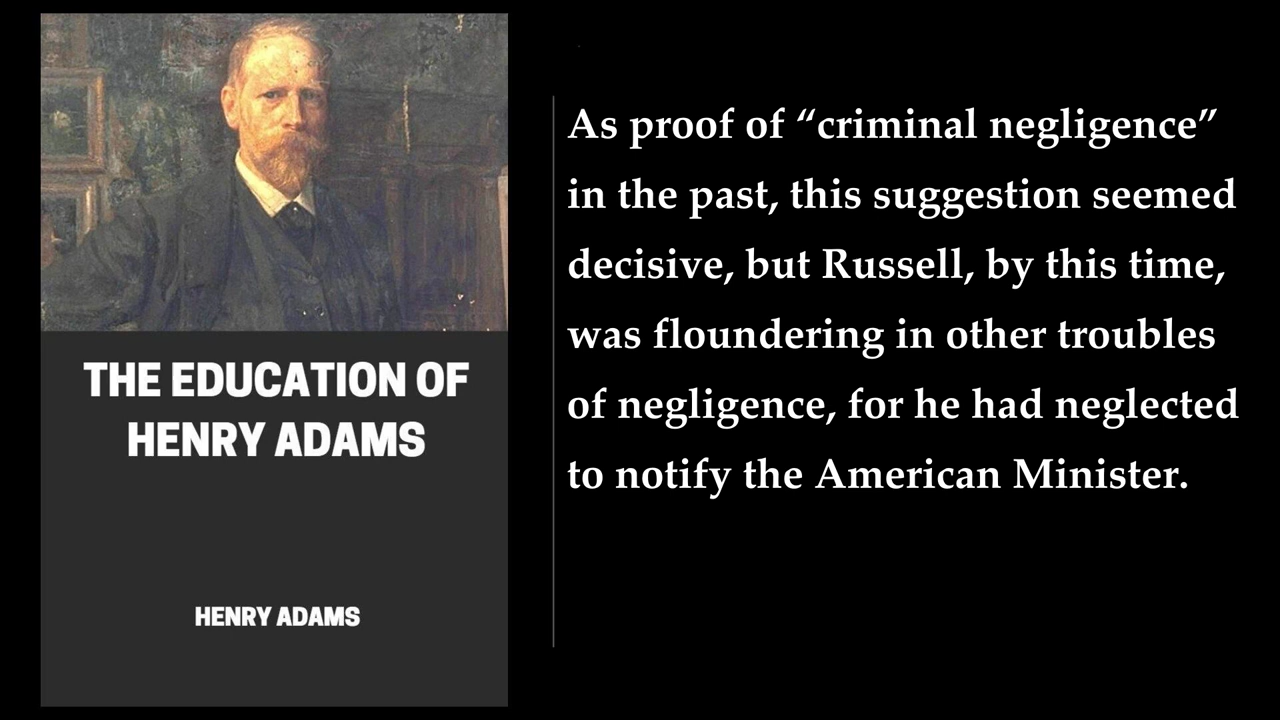 THE EDUCATION OF
HENRY ADAMS
HENRY ADAMS
As proof of “criminal negligence”
in the past, this suggestion seemed
decisive, but Russell, by this time,
was floundering in other troubles
of negligence, for he had neglected
to notify the American Minister.